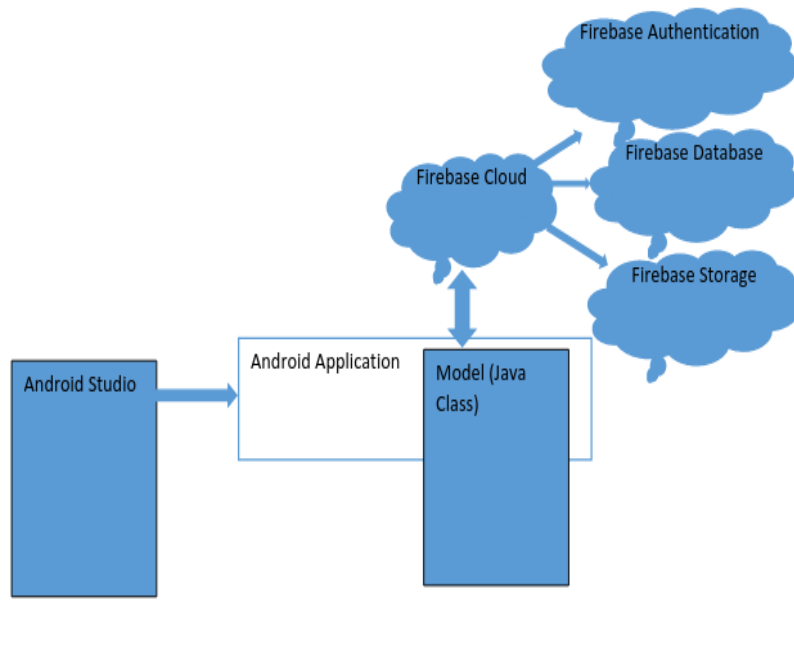 Firebase Authentication
Firebase Database
Firebase Cloud
Firebase Storage
Android Application
Model (Java
Class)
Android Studio